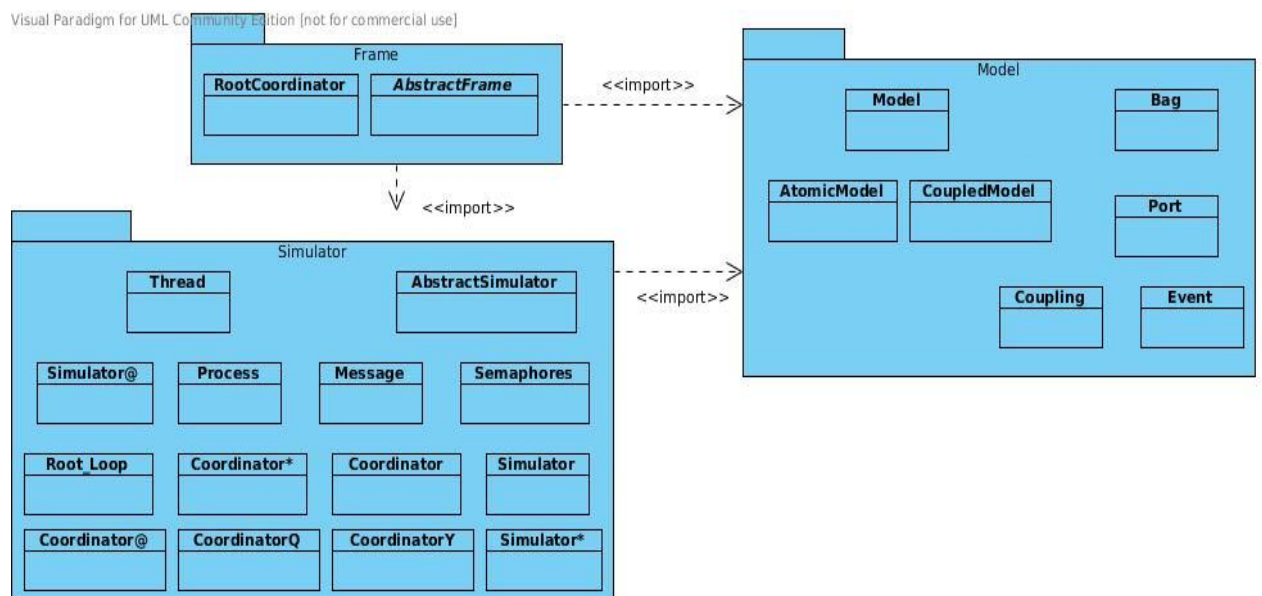 Visual Paradigm for UML Community Edition [not for commercial use]
Frame
RootCoordinator AbstractFrame
<<import>>
<<import>>
Model
Model Bag
AtomicModel CoupledModel
Port
Coupling Event
<<import>>
Simulator
Thread AbstractSimulator
Simulator@ Process Message Semaphores
Root_Loop Coordinator* Coordinator Simulator
Coordinator@ CoordinatorQ CoordinatorY Simulator*